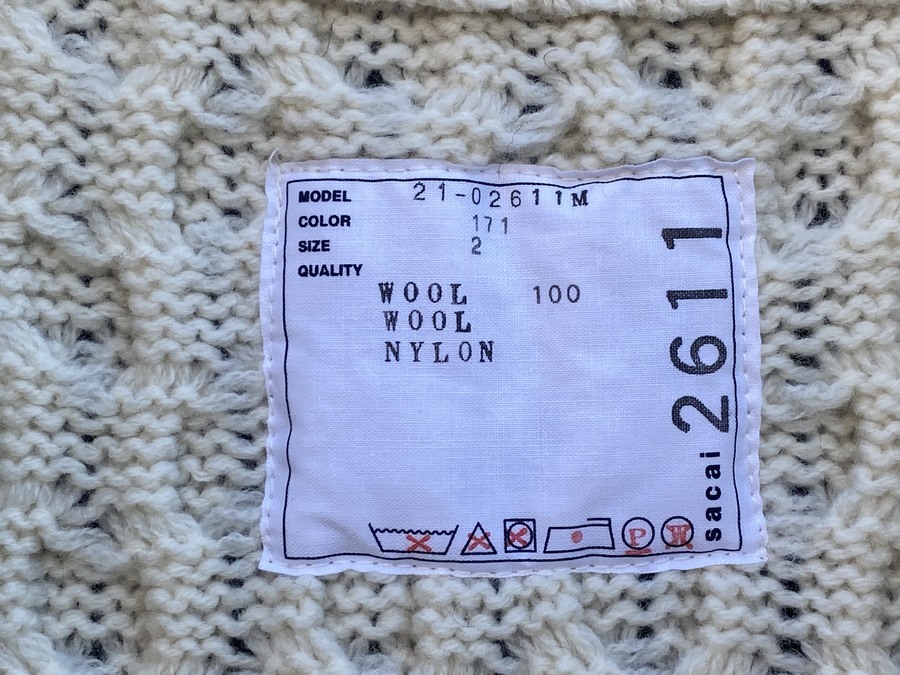 MODEL 21-02611M
COLOR 171
SIZE 2
QUALITY
WOOL 100
WOOL
NYLON
sacai 2611
P
W